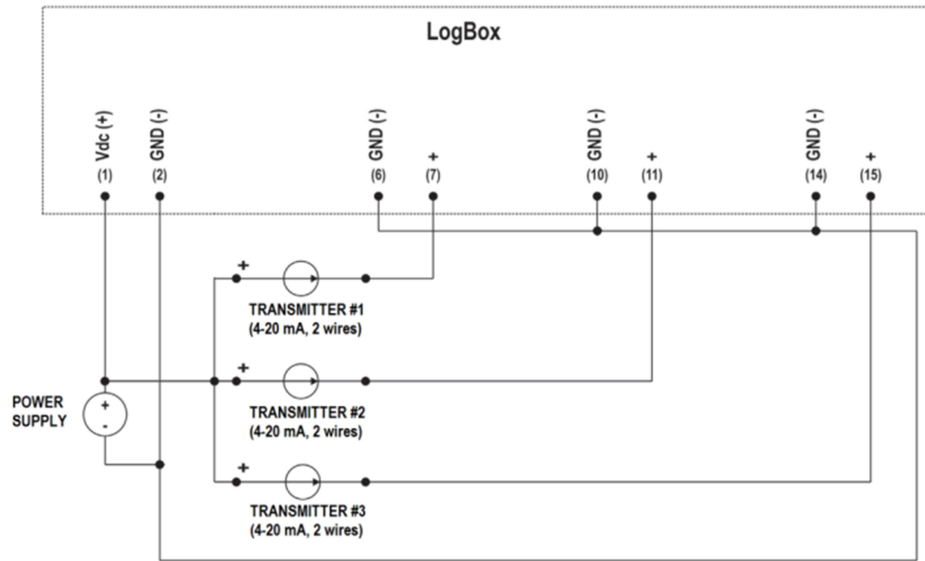 LogBox
Vdc (+)
(1)
GND (-)
(2)
GND (-)
(6)
+
(7)
GND (-)
(10)
+
(11)
GND (-)
(14)
+
(15)
+
TRANSMITTER #1
(4-20 mA, 2 wires)
+
TRANSMITTER #2
(4-20 mA, 2 wires)
POWER
SUPPLY
+
-
+
TRANSMITTER #3
(4-20 mA, 2 wires)